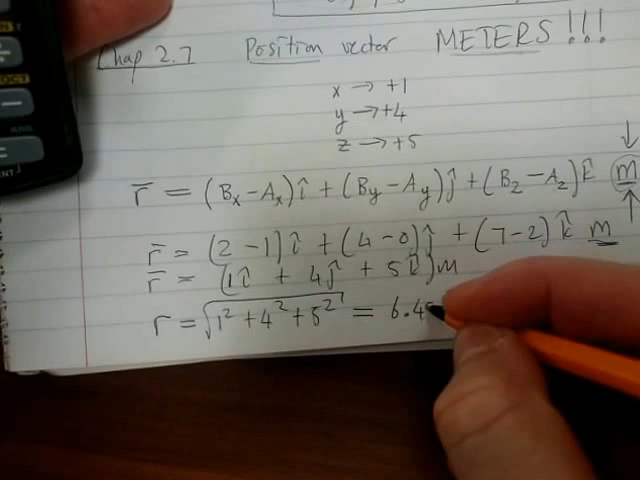 Chap 2.7 Position vector METERS!!!
x → +1
y → +4
z → +5
r̄ = (Bx - Ax)î + (By - Ay)ĵ + (Bz - Az)k̂ m
r̄ = (2 - 1)î + (4 - 0)ĵ + (7 - 2)k̂ m
r̄ = (1î + 4ĵ + 5k̂)m
r = √1² + 4² + 5² = 6.4